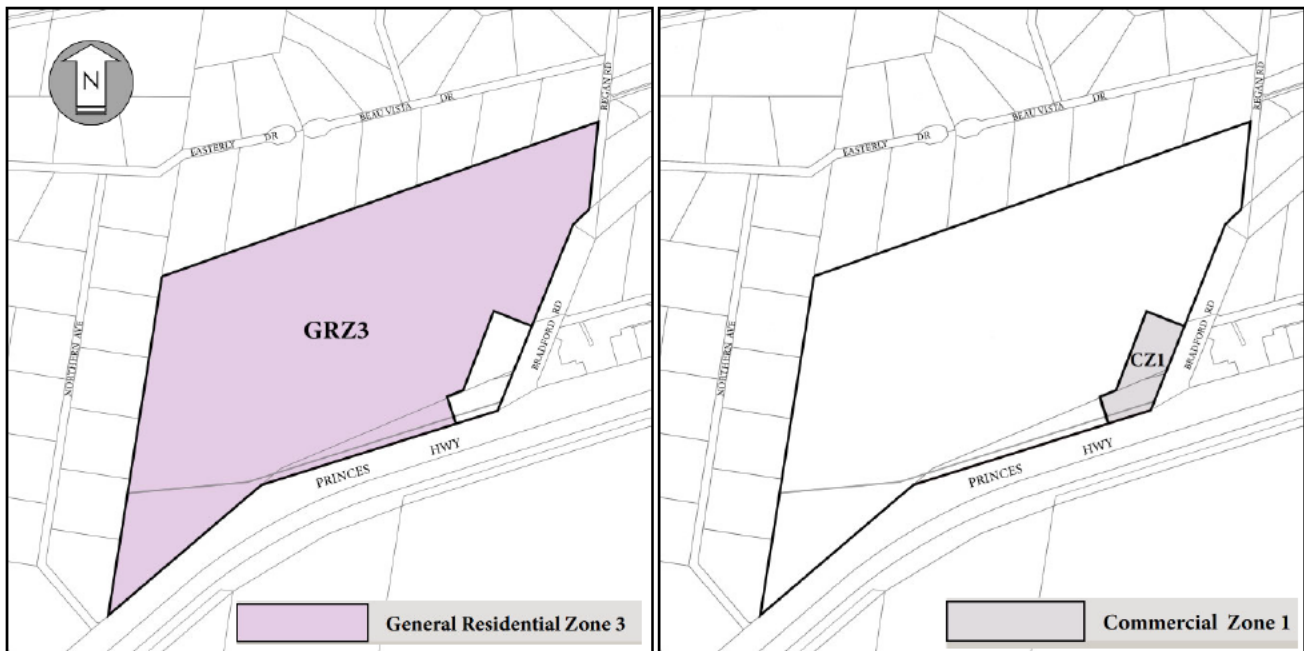 N
BEAU VISTA DR
EASTERLY DR
REGAN RD
NORTHERN AVE
GRZ3
BRADFORD RD
PRINCES HWY
General Residential Zone 3
BEAU VISTA DR
EASTERLY DR
REGAN RD
NORTHERN AVE
CZ1
BRADFORD RD
PRINCES HWY
Commercial Zone 1